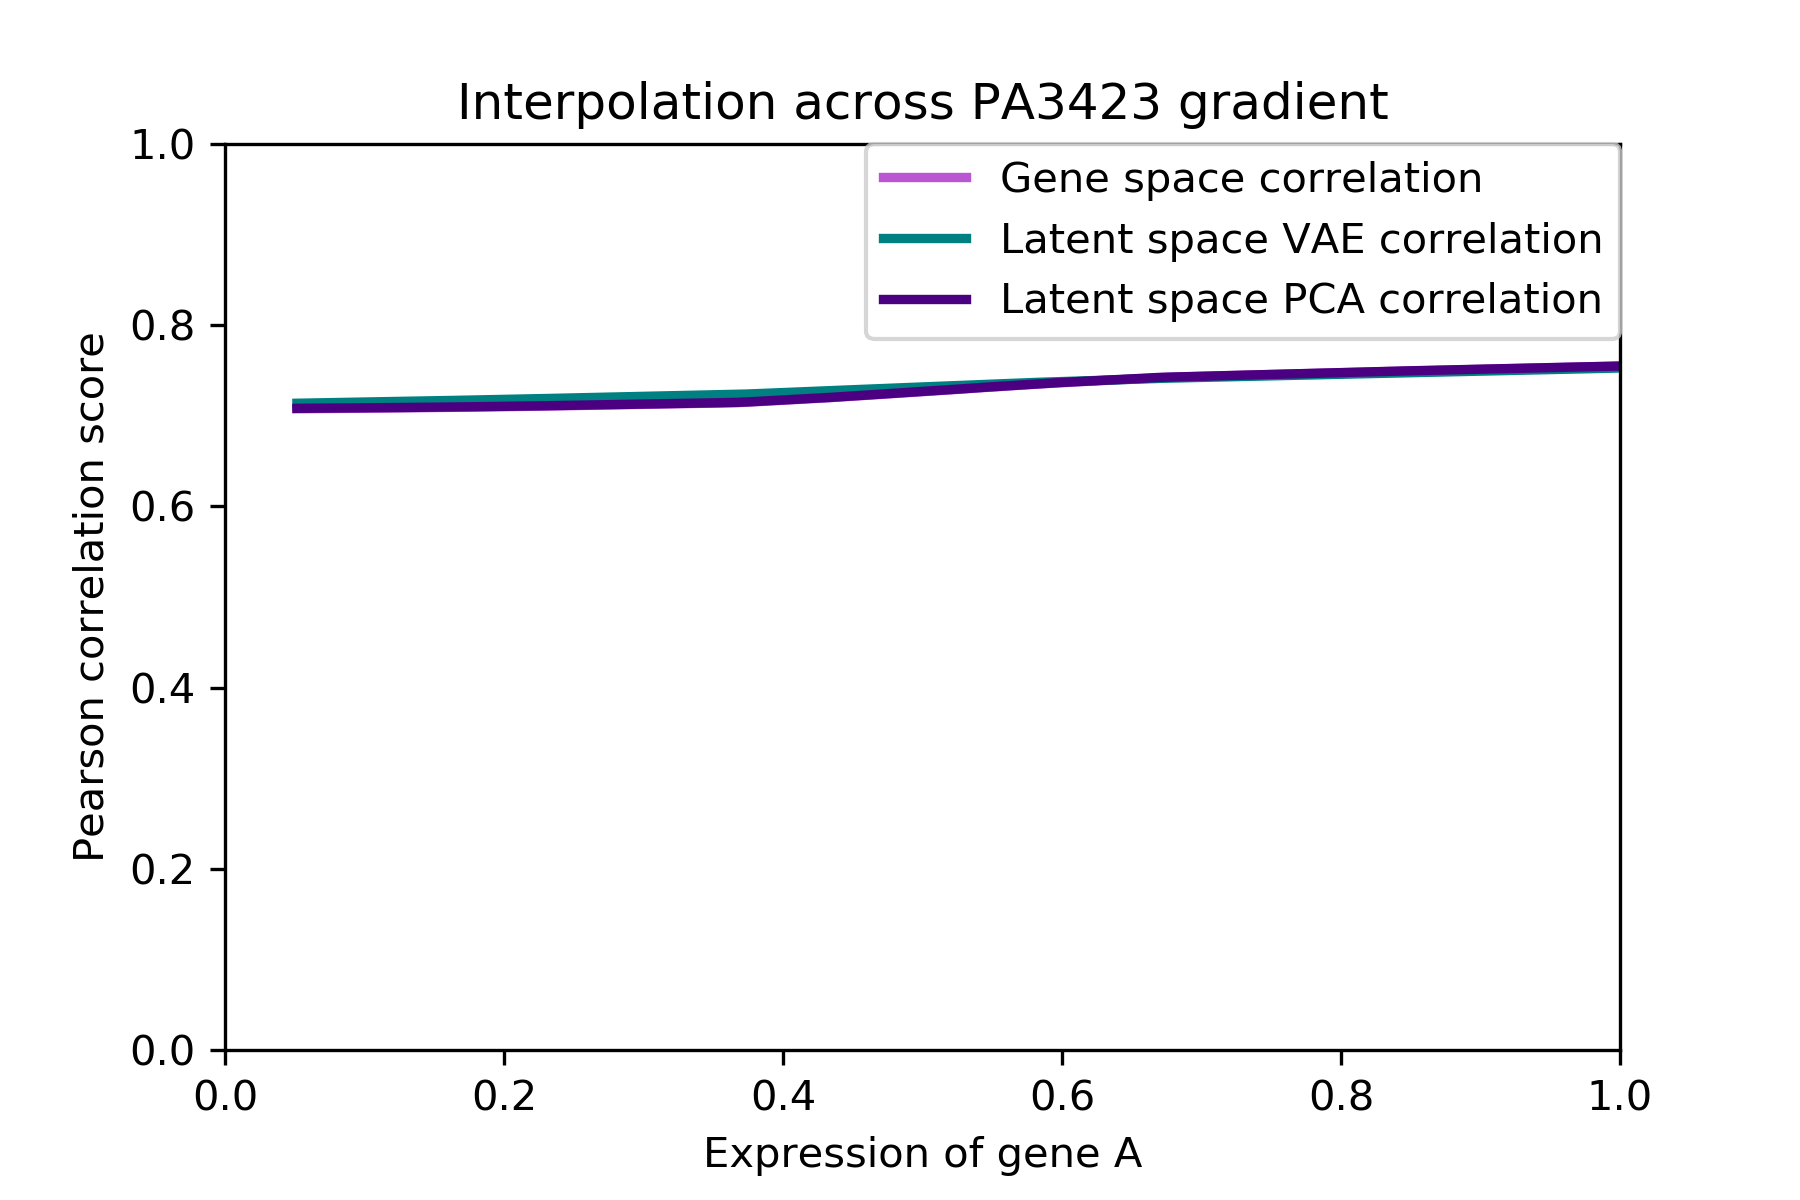 Interpolation across PA3423 gradient
Gene space correlation
Latent space VAE correlation
Latent space PCA correlation
Pearson correlation score
1.0
0.8
0.6
0.4
0.2
0.0
0.0 0.2 0.4 0.6 0.8 1.0
Expression of gene A